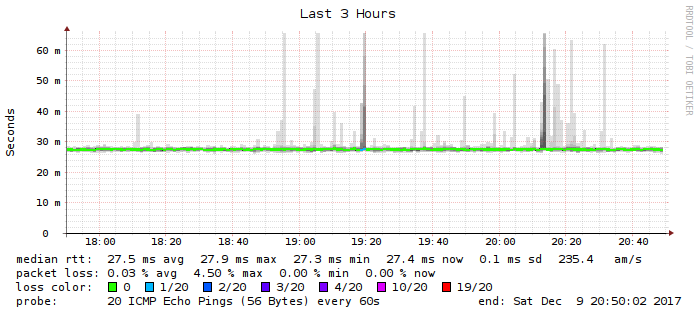 Last 3 Hours
RRDTOOL / TOBI OETIKER
Seconds
60 m
50 m
40 m
30 m
20 m
10 m
0
18:00 18:20 18:40 19:00 19:20 19:40 20:00 20:20 20:40
median rtt: 27.5 ms avg 27.9 ms max 27.3 ms min 27.4 ms now 0.1 ms sd 235.4 am/s
packet loss: 0.03 % avg 4.50 % max 0.00 % min 0.00 % now
loss color: 0 1/20 2/20 3/20 4/20 10/20 19/20
probe: 20 ICMP Echo Pings (56 Bytes) every 60s end: Sat Dec 9 20:50:02 2017